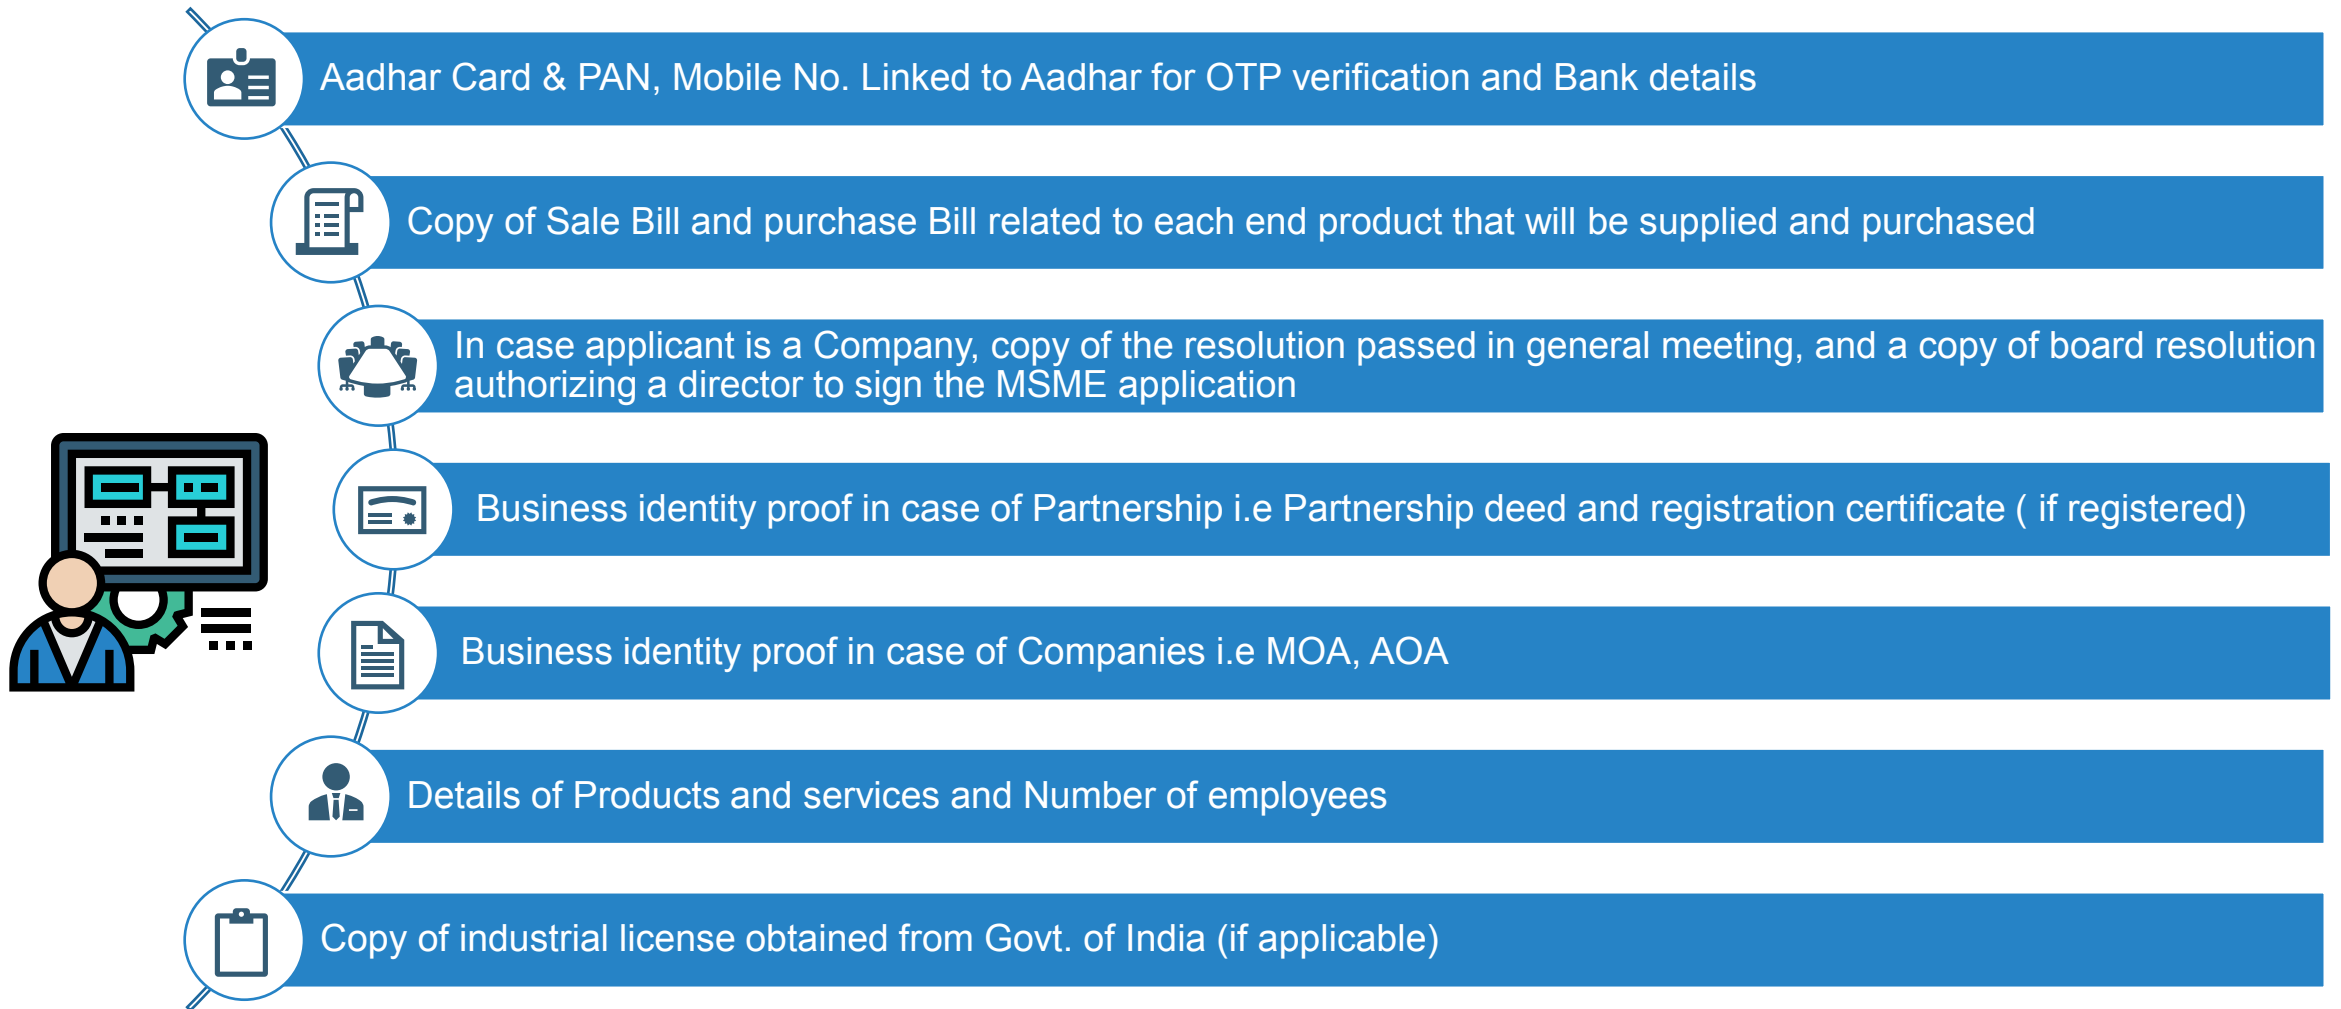 Aadhar Card & PAN, Mobile No. Linked to Aadhar for OTP verification and Bank details
Copy of Sale Bill and purchase Bill related to each end product that will be supplied and purchased
In case applicant is a Company, copy of the resolution passed in general meeting, and a copy of board resolution
authorizing a director to sign the MSME application
Business identity proof in case of Partnership i.e Partnership deed and registration certificate ( if registered)
Business identity proof in case of Companies i.e MOA, AOA
Details of Products and services and Number of employees
Copy of industrial license obtained from Govt. of India (if applicable)